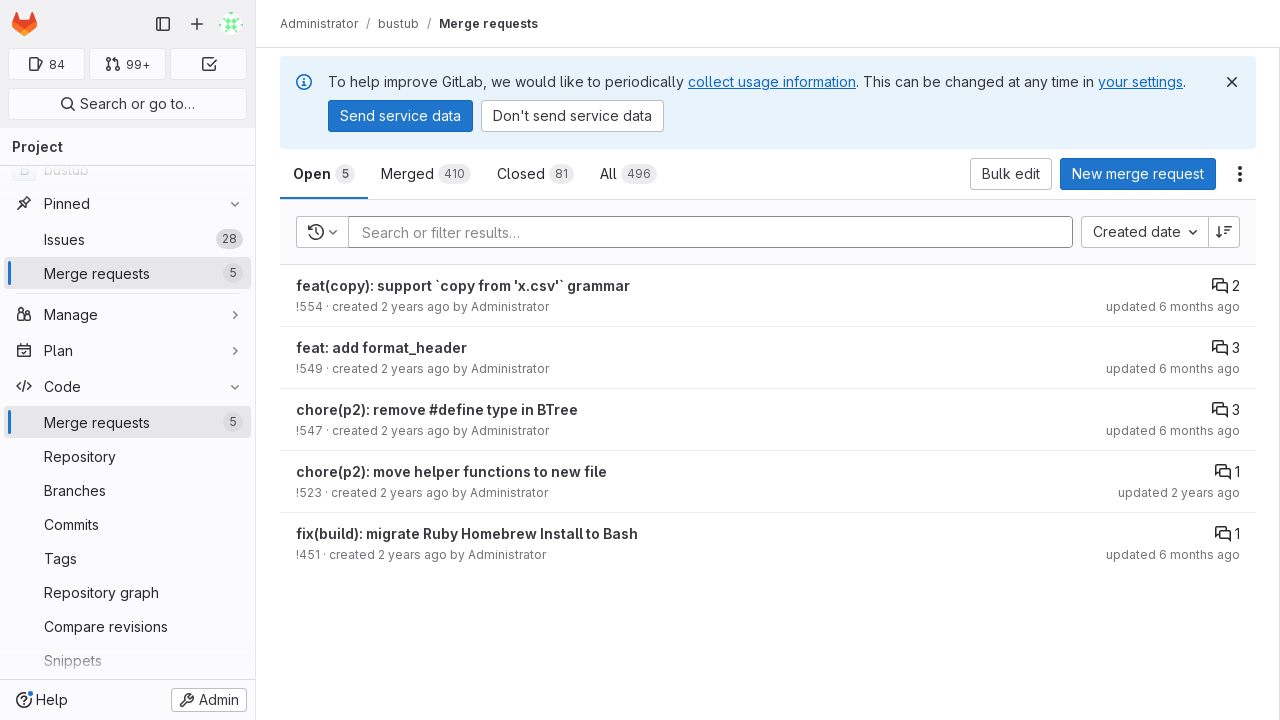 84
99+
Search or go to…
Project
bustub
Pinned
Issues 28
Merge requests 5
Manage
Plan
Code
Merge requests 5
Repository
Branches
Commits
Tags
Repository graph
Compare revisions
Snippets
Help
Admin
Administrator / bustub / Merge requests
To help improve GitLab, we would like to periodically collect usage information. This can be changed at any time in your settings.
Send service data Don't send service data
Open 5 Merged 410 Closed 81 All 496 Bulk edit New merge request
Search or filter results… Created date
feat(copy): support `copy from 'x.csv'` grammar 2
!554 · created 2 years ago by Administrator updated 6 months ago
feat: add format_header 3
!549 · created 2 years ago by Administrator updated 6 months ago
chore(p2): remove #define type in BTree 3
!547 · created 2 years ago by Administrator updated 6 months ago
chore(p2): move helper functions to new file 1
!523 · created 2 years ago by Administrator updated 2 years ago
fix(build): migrate Ruby Homebrew Install to Bash 1
!451 · created 2 years ago by Administrator updated 6 months ago